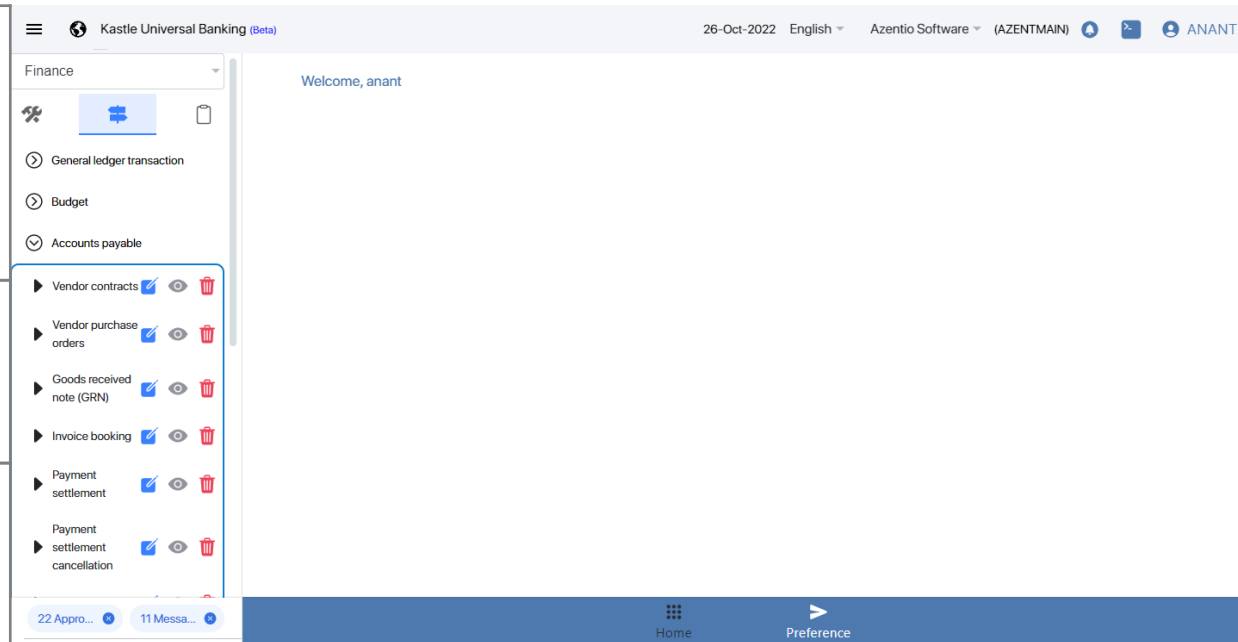 Kastle Universal Banking (Beta)
26-Oct-2022 English Azentio Software (AZENTMAIN) ANANT
Finance
Welcome, anant
General ledger transaction
Budget
Accounts payable
Vendor contracts
Vendor purchase
orders
Goods received
note (GRN)
Invoice booking
Payment
settlement
Payment
settlement
cancellation
22 Appro... 11 Messa...
Home Preference